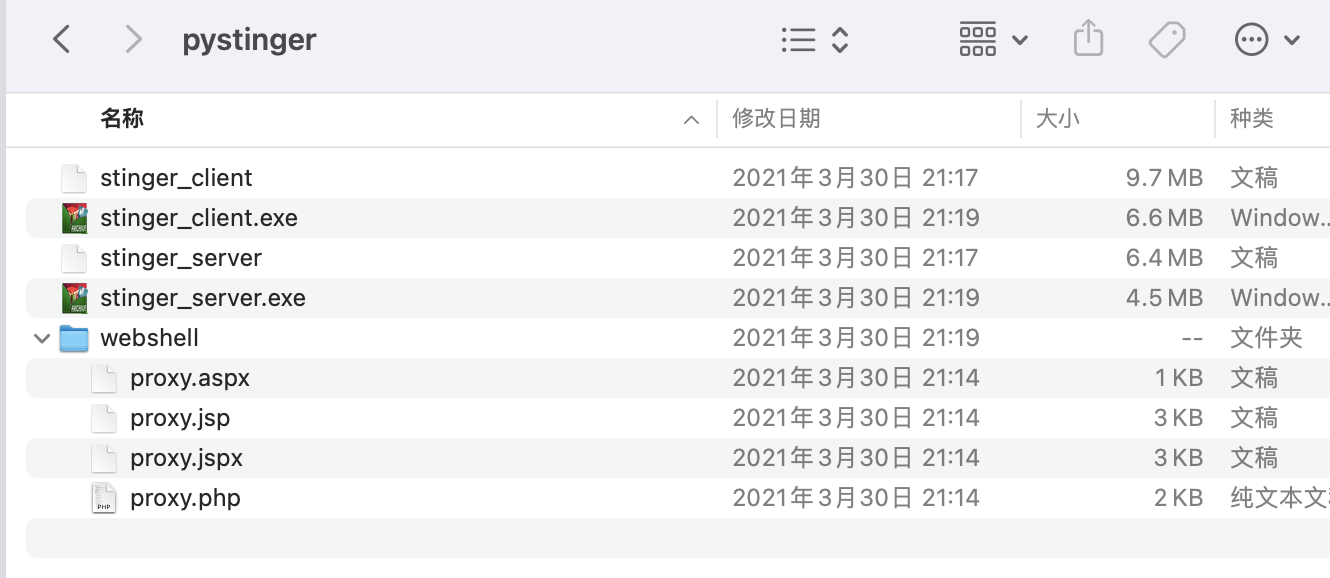 pystinger
名称 修改日期 大小 种类
stinger_client 2021年3月30日 21:17 9.7 MB 文稿
stinger_client.exe 2021年3月30日 21:19 6.6 MB Window...
stinger_server 2021年3月30日 21:17 6.4 MB 文稿
stinger_server.exe 2021年3月30日 21:19 4.5 MB Window...
webshell 2021年3月30日 21:19 -- 文件夹
proxy.aspx 2021年3月30日 21:14 1 KB 文稿
proxy.jsp 2021年3月30日 21:14 3 KB 文稿
proxy.jspx 2021年3月30日 21:14 3 KB 文稿
proxy.php 2021年3月30日 21:14 2 KB 纯文本文